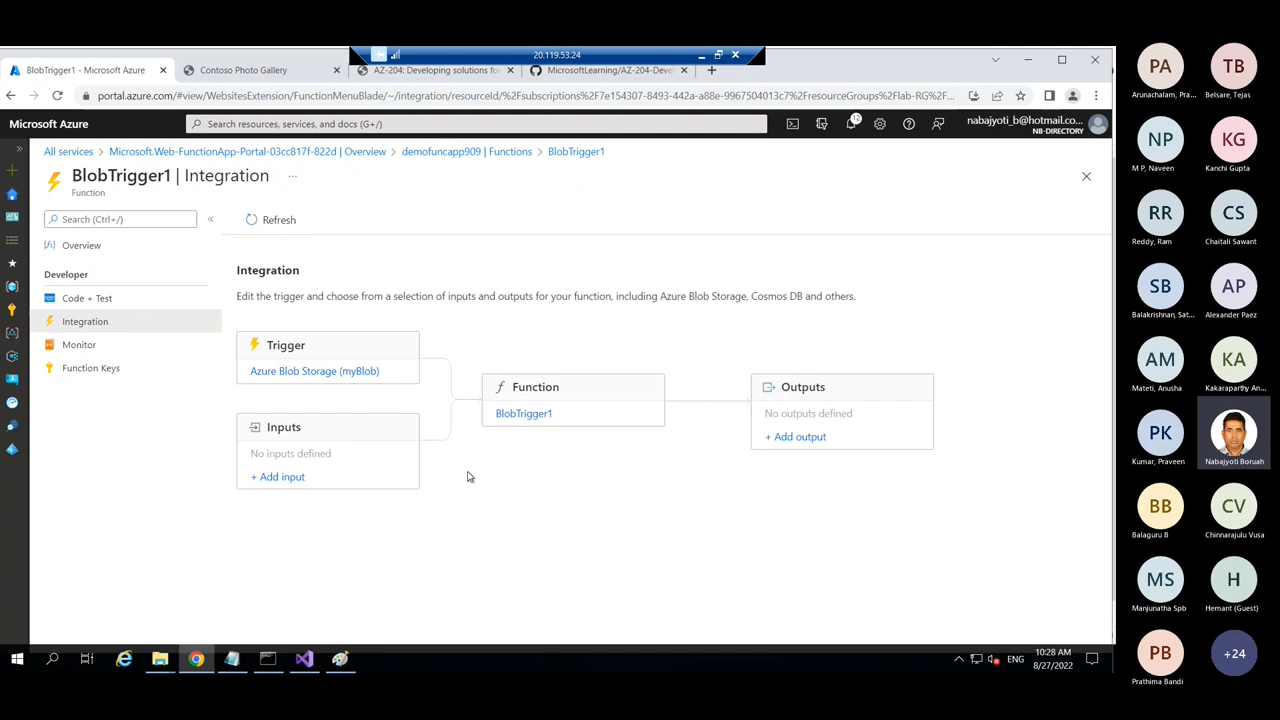 20.119.53.24
BlobTrigger1 - Microsoft Azure
Contoso Photo Gallery
AZ-204: Developing solutions fo
MicrosoftLearning/AZ-204-Deve
portal.azure.com/#view/WebsitesExtension/FunctionMenuBlade/~/integration/resourceId/%2Fsubscriptions%2F7e154307-8493-442a-a88e-9967504013c7%2FresourceGroups%2Flab-RG%2F...
Microsoft Azure
Search resources, services, and docs (G+/)
12
nabajyoti_b@hotmail.co...
NB-DIRECTORY
All services > Microsoft.Web-FunctionApp-Portal-03cc817f-822d | Overview > demofuncapp909 | Functions > BlobTrigger1
BlobTrigger1 | Integration ...
Function
Search (Ctrl+/)
«
Refresh
Overview
Developer
Code + Test
Integration
Monitor
Function Keys
Integration
Edit the trigger and choose from a selection of inputs and outputs for your function, including Azure Blob Storage, Cosmos DB and others.
Trigger
Azure Blob Storage (myBlob)
Inputs
No inputs defined
+ Add input
Function
BlobTrigger1
Outputs
No outputs defined
+ Add output
ENG
10:28 AM
8/27/2022
PA
Arunachalam, Pra...
TB
Belsare, Tejas
NP
M P, Naveen
KG
Kanchi Gupta
RR
Reddy, Ram
CS
Chaitali Sawant
SB
Balakrishnan, Sat...
AP
Alexander Paez
AM
Mateti, Anusha
KA
Kakaraparthy An...
PK
Kumar, Praveen
Nabajyoti Boruah
BB
Balaguru B
CV
Chinnarajulu Vusa
MS
Manjunatha Spb
H
Hemant (Guest)
PB
Prathima Bandi
+24